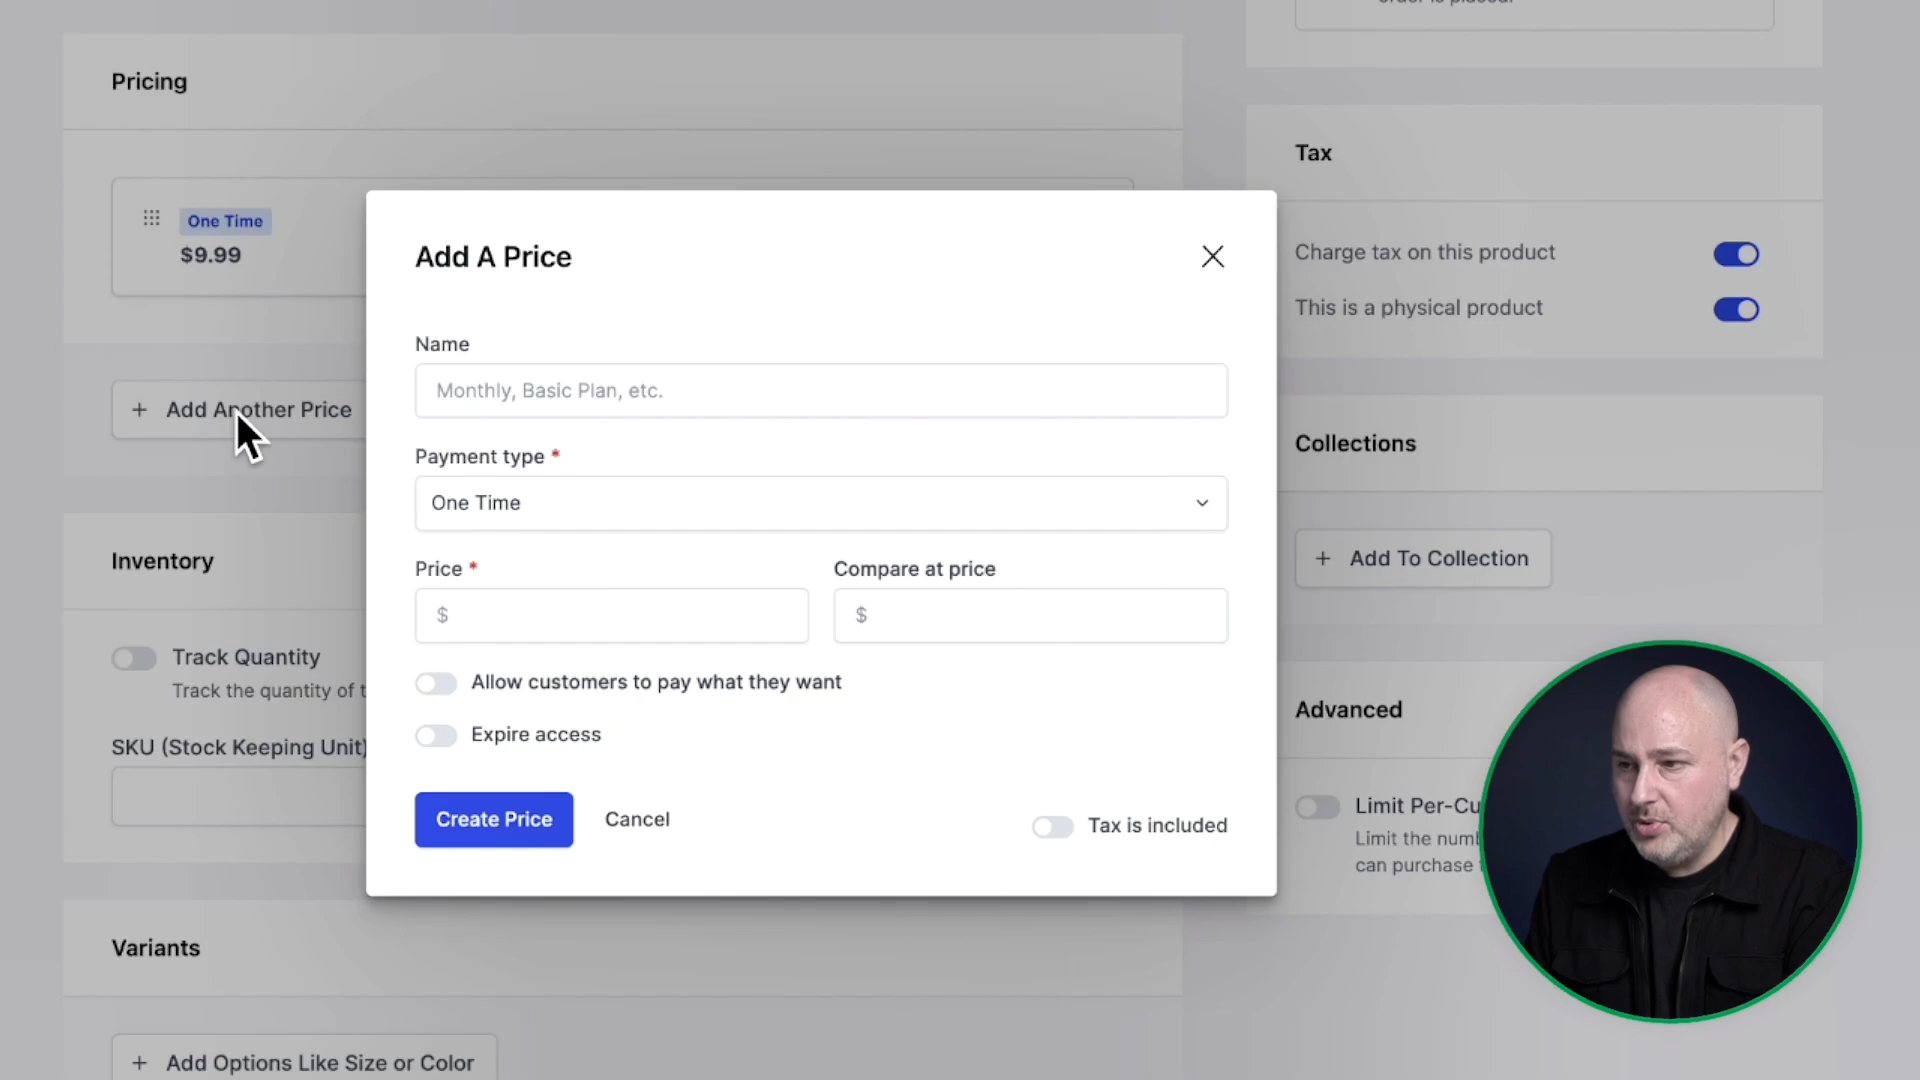 order is placed.
Pricing
Tax
One Time
$9.99
Charge tax on this product
This is a physical product
Add Another Price
Collections
Add To Collection
Inventory
Track Quantity
Track the quantity of t
SKU (Stock Keeping Unit)
Advanced
Limit Per-Cu
Limit the numb
can purchase
Variants
Add Options Like Size or Color
Add A Price
Name
Monthly, Basic Plan, etc.
Payment type *
One Time
Price *
Compare at price
$
$
Allow customers to pay what they want
Expire access
Create Price
Cancel
Tax is included